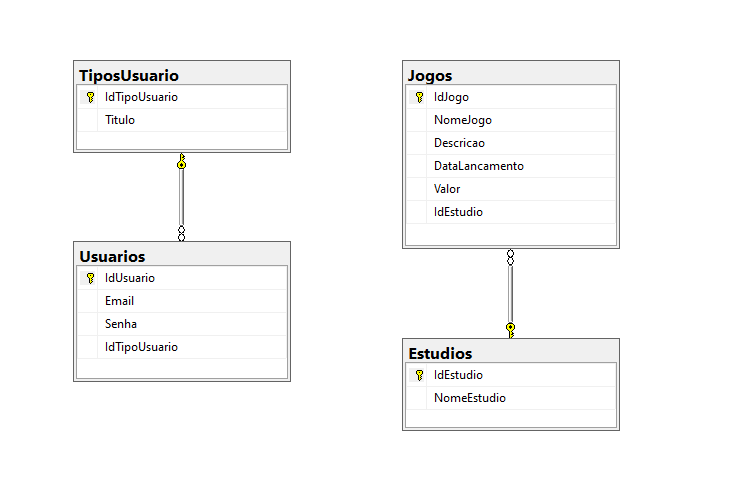 TiposUsuario
IdTipoUsuario
Titulo
Usuarios
IdUsuario
Email
Senha
IdTipoUsuario
Jogos
IdJogo
NomeJogo
Descricao
DataLancamento
Valor
IdEstudio
Estudios
IdEstudio
NomeEstudio